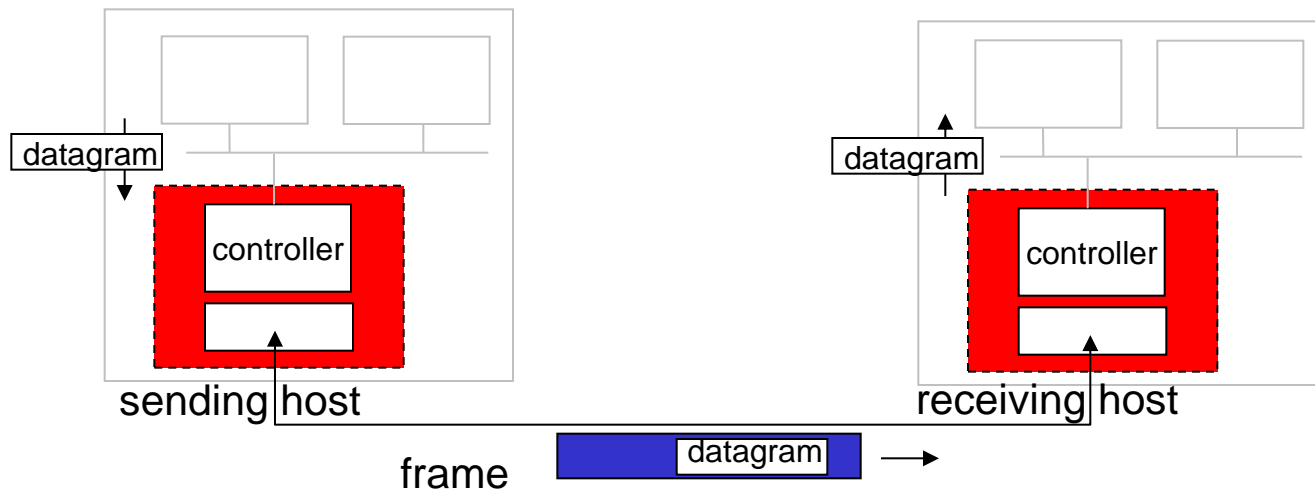 datagram
datagram
controller
controller
sending host
receiving host
datagram
frame